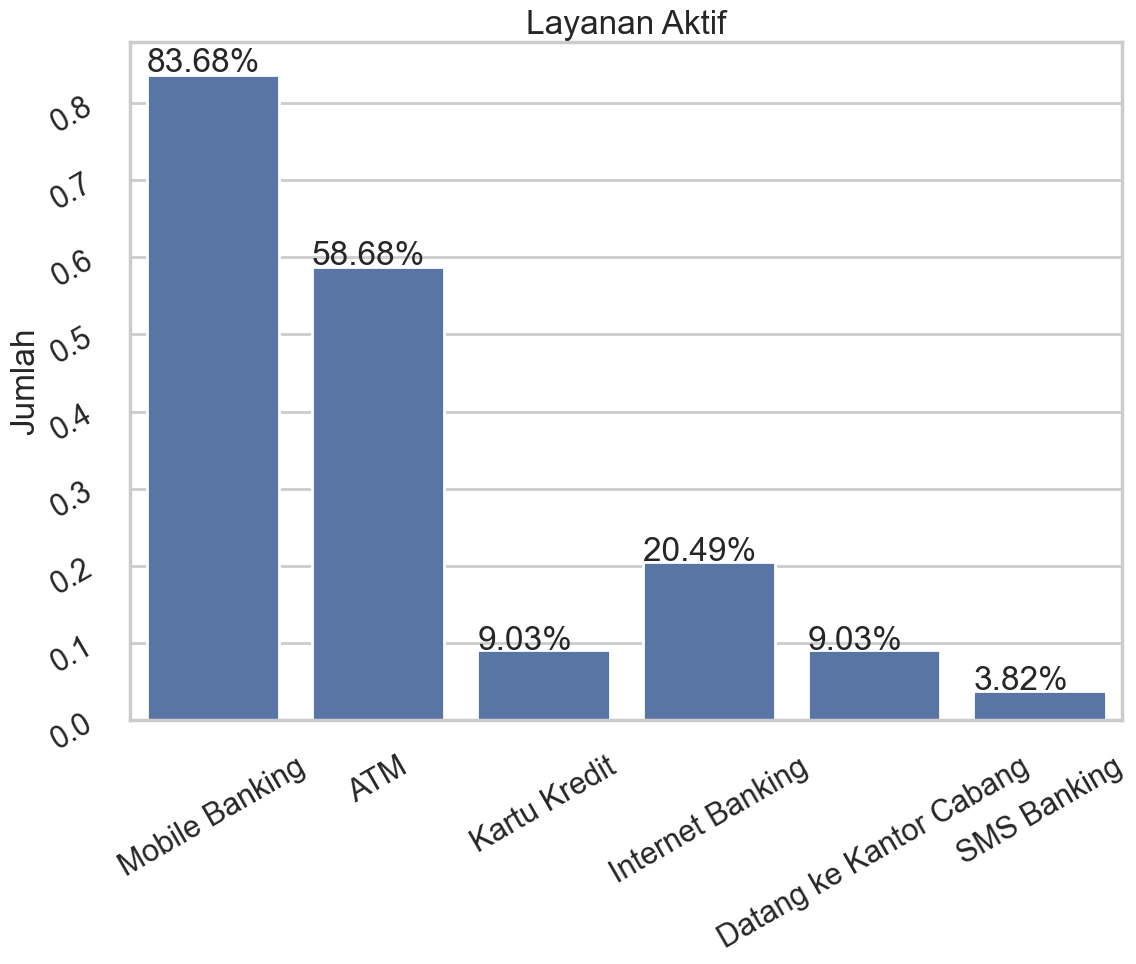 Layanan Aktif
83.68%
58.68%
9.03%
20.49%
9.03%
3.82%
Jumlah
0.8
0.7
0.6
0.5
0.4
0.3
0.2
0.1
0.0
Mobile Banking
ATM
Kartu Kredit
Internet Banking
Datang ke Kantor Cabang
SMS Banking